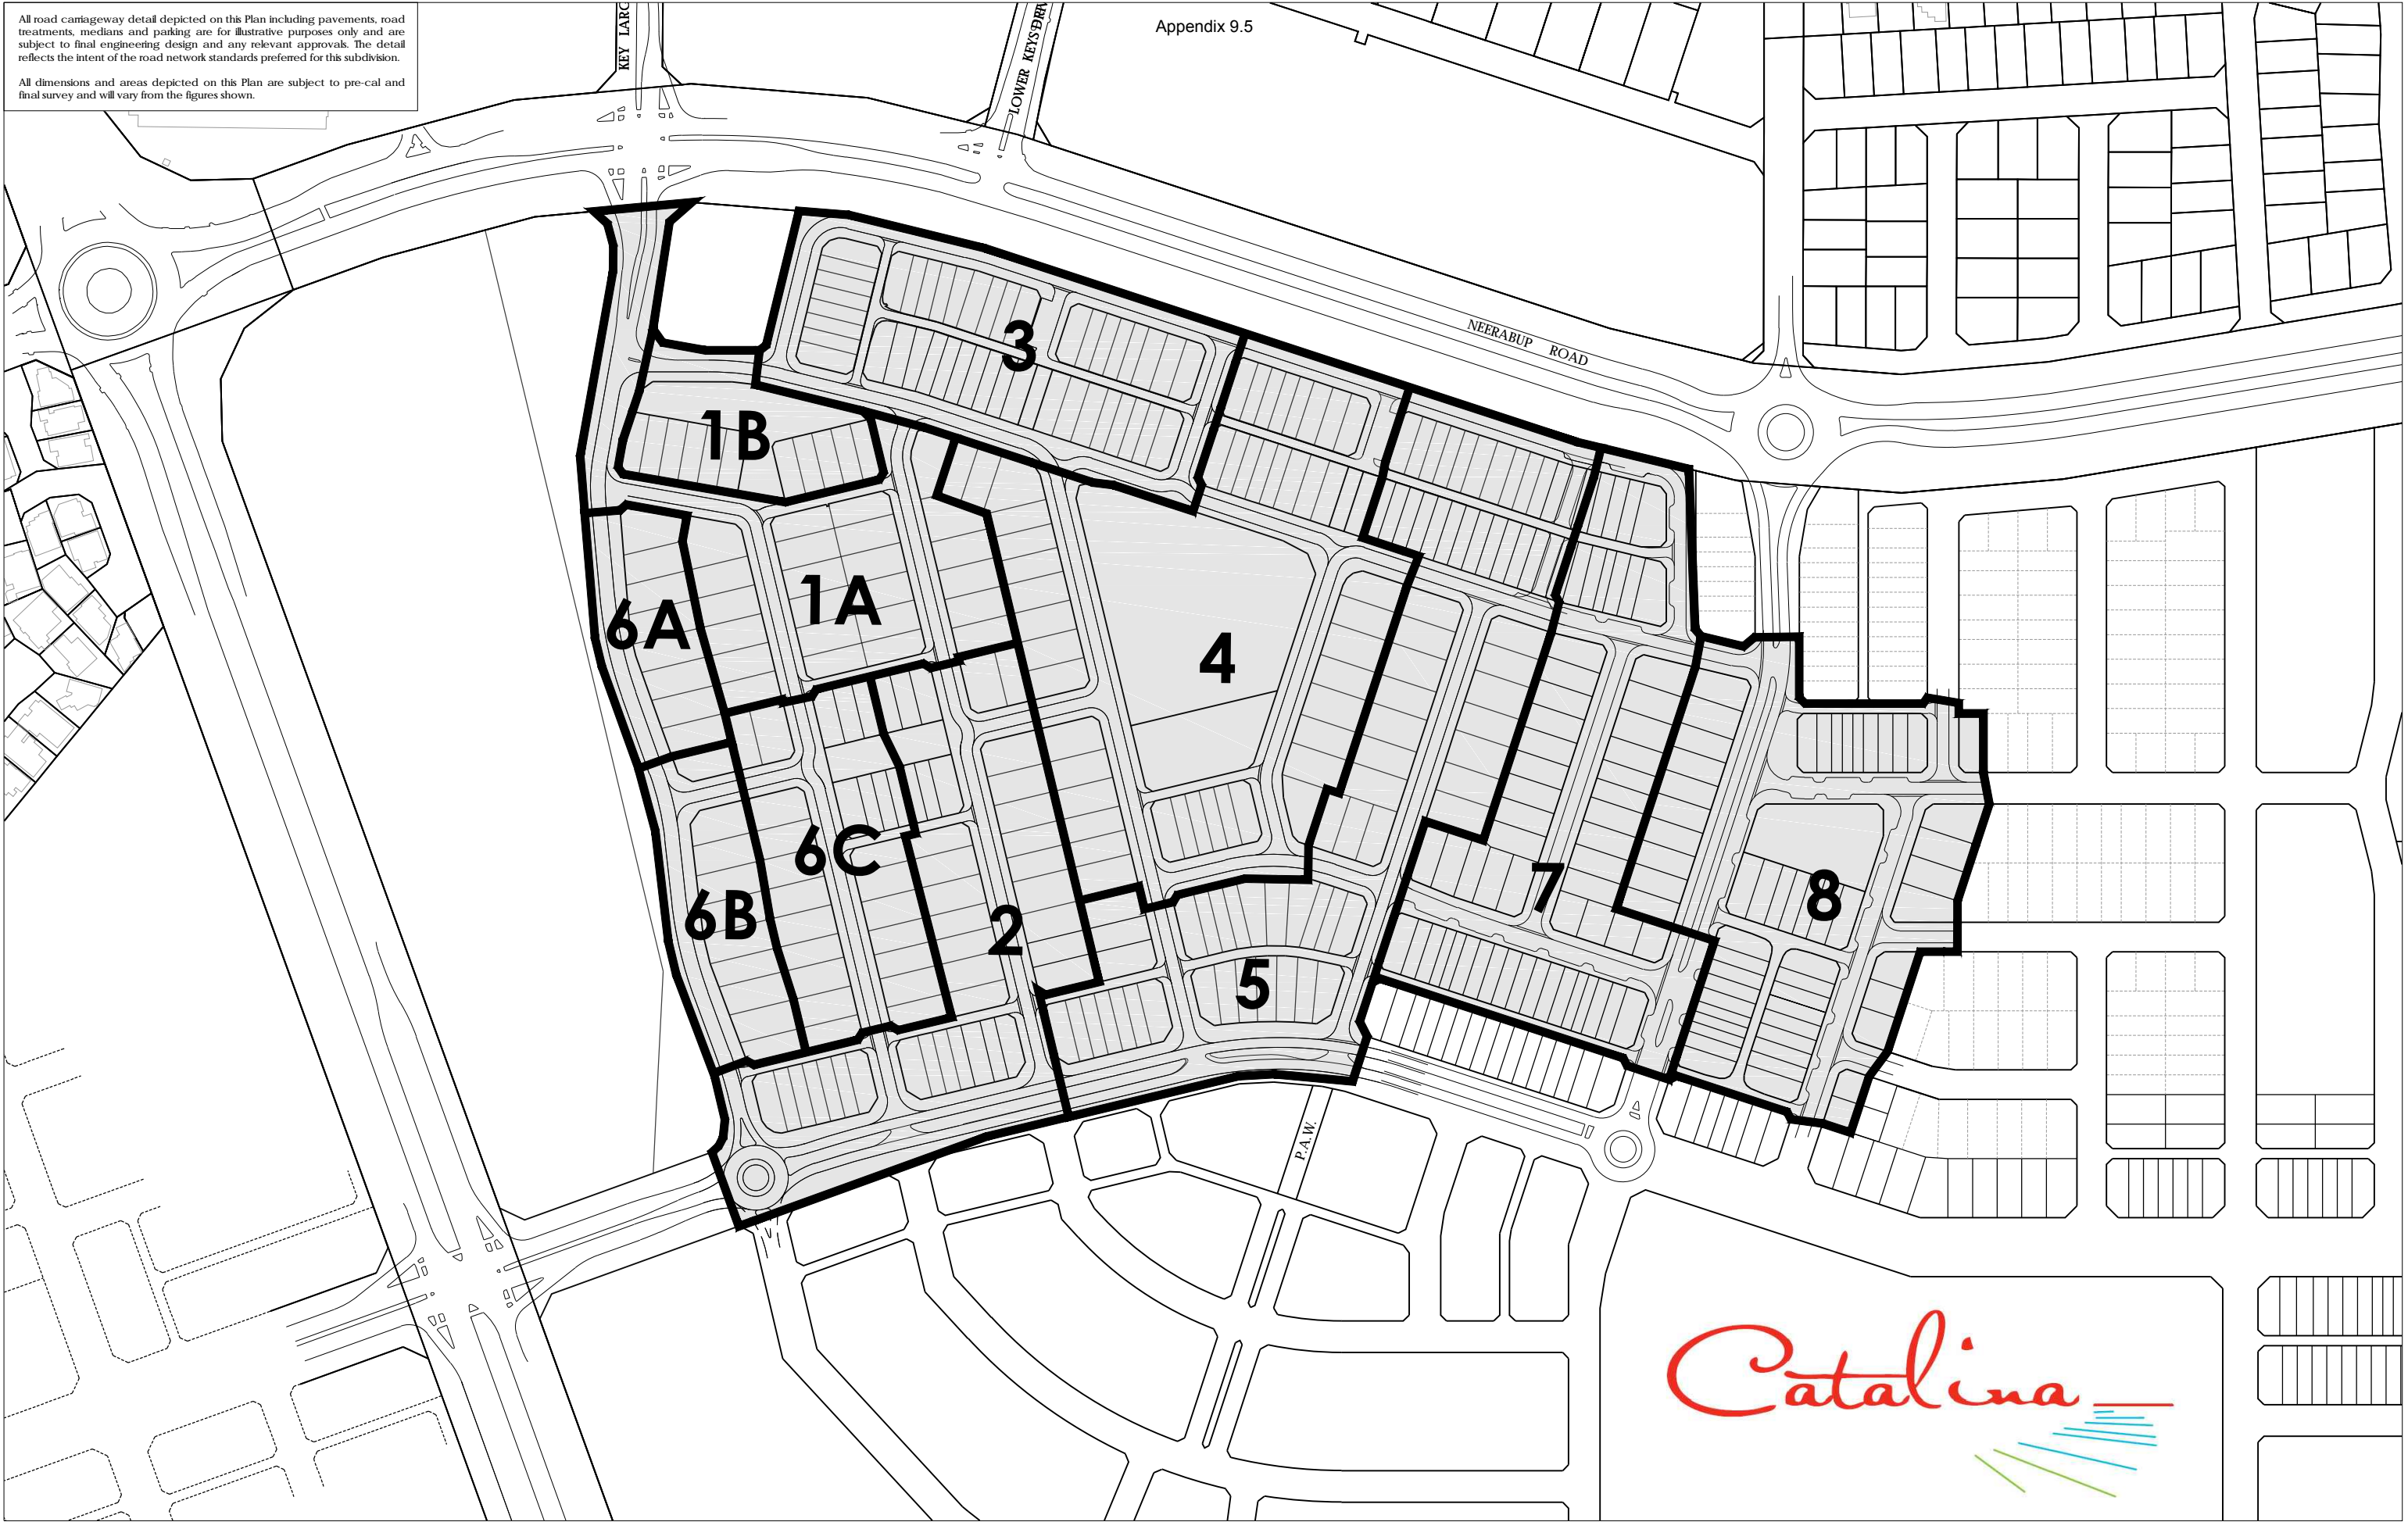 All road carriageway detail depicted on this Plan including pavements, road
treatments, medians and parking are for illustrative purposes only and are
subject to final engineering design and any relevant approvals. The detail
reflects the intent of the road network standards preferred for this subdivision.
All dimensions and areas depicted on this Plan are subject to pre-cal and
final survey and will vary from the figures shown.
Appendix 9.5
KEY LARG
LOWER KEYS DRIV
NEERABUP ROAD
3
1B
1A
6A
4
6C
6B
2
5
7
8
P.A.W.
Catalina